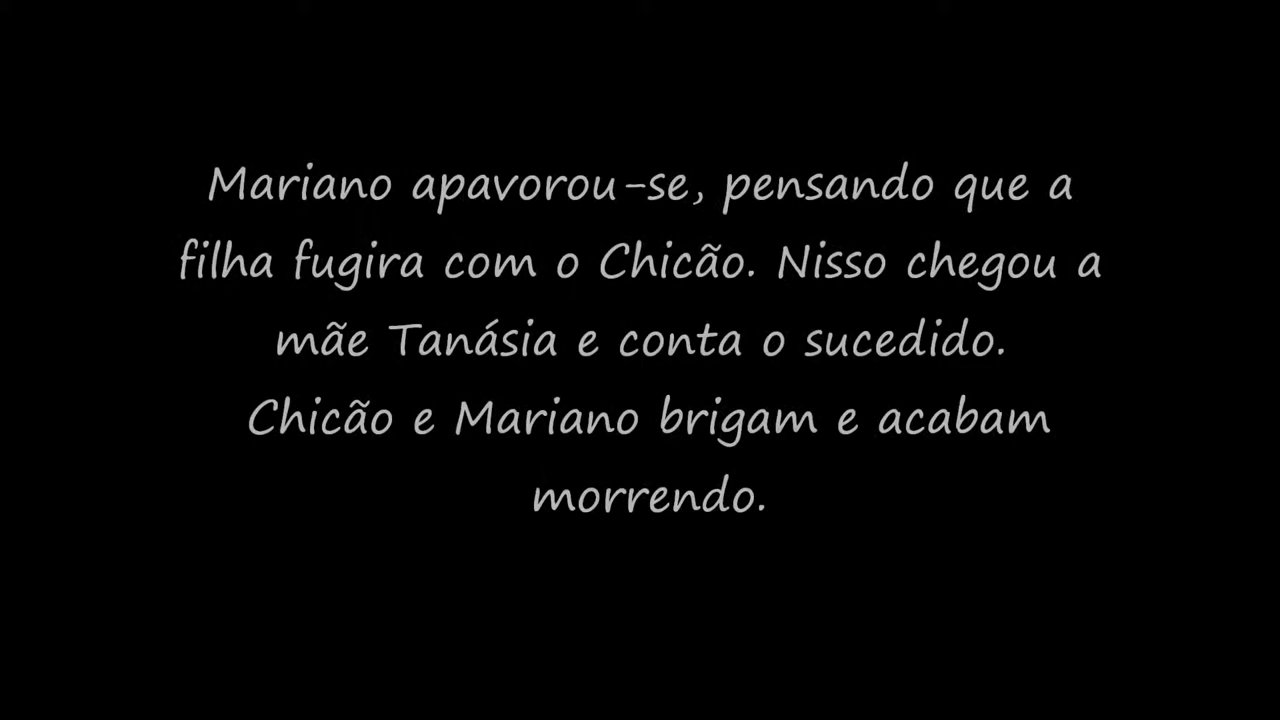 Mariano apavorou-se, pensando que a
filha fugira com o Chicão. Nisso chegou a
mãe Tanásia e conta o sucedido.
Chicão e Mariano brigam e acabam
morrendo.